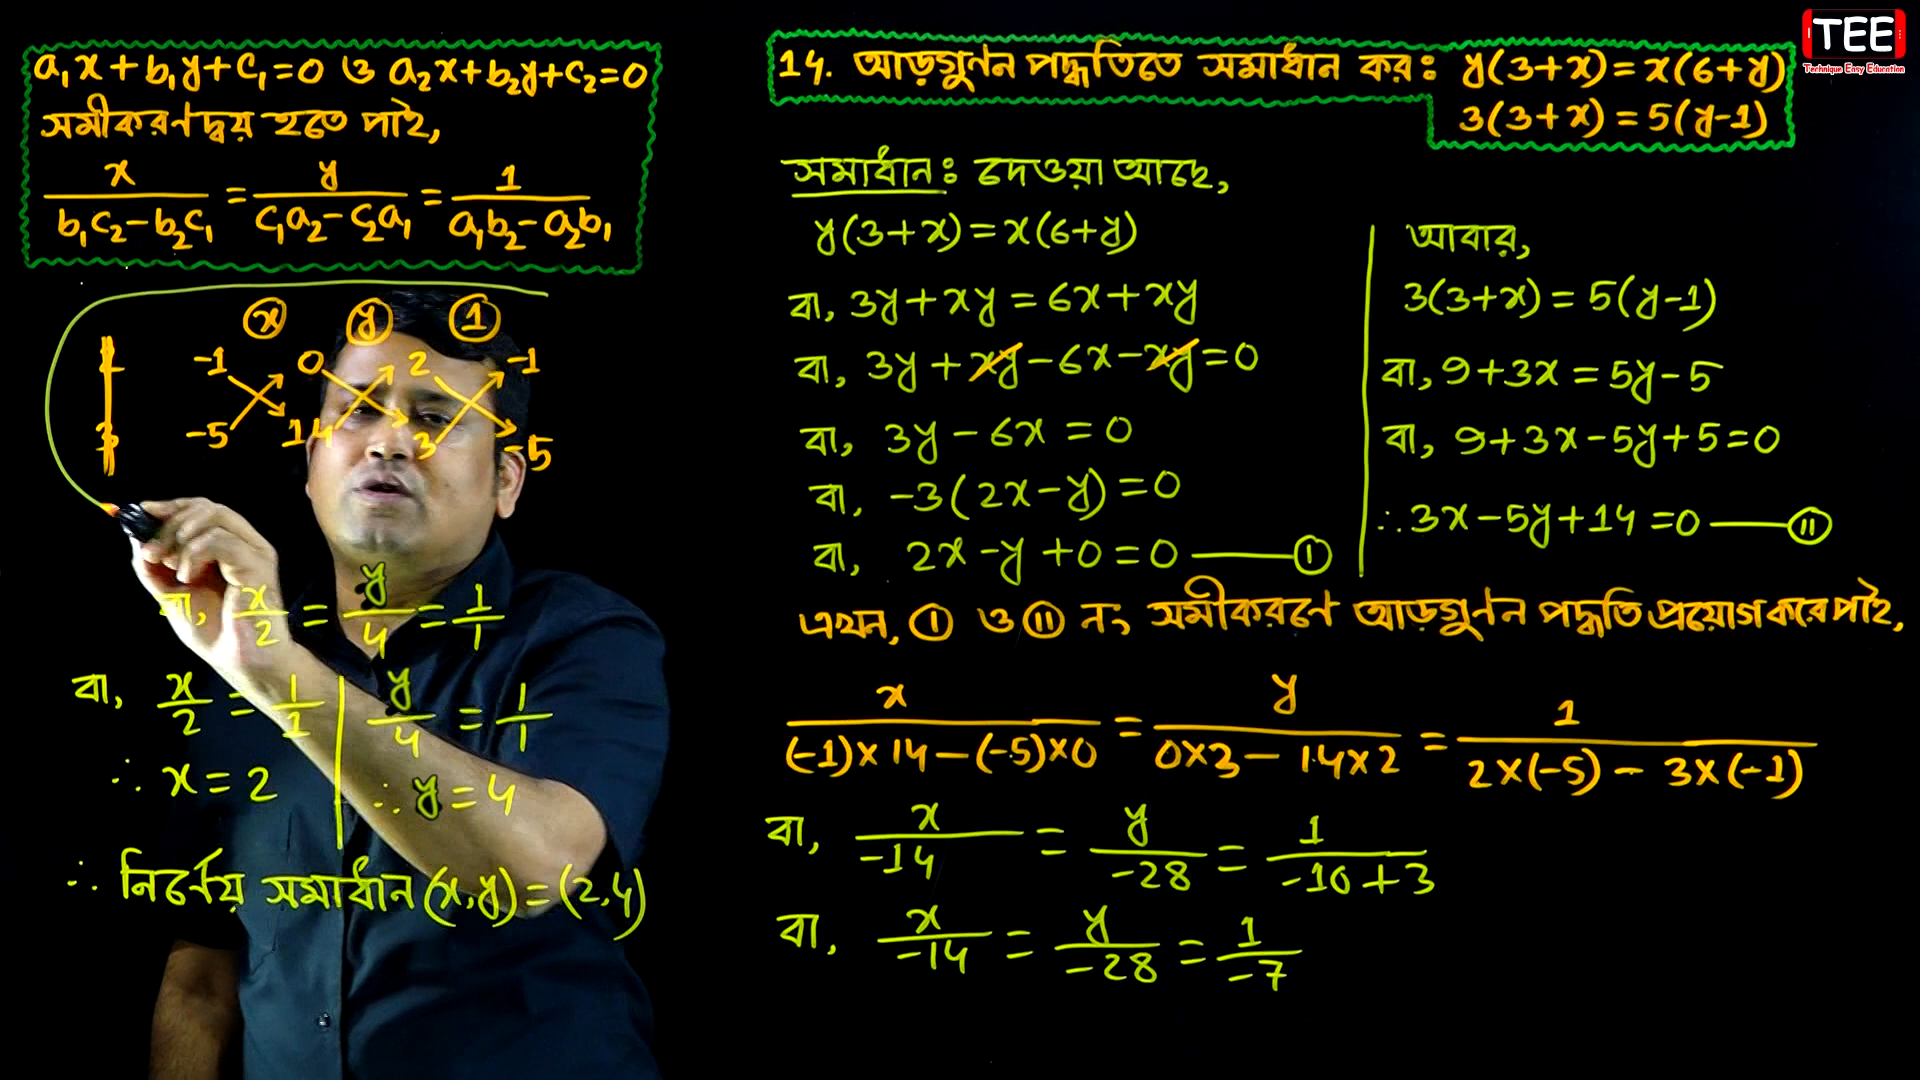 a₁x+b₁y+c₁=0 ও a₂x+b₂y+c₂=0
সমীকরণদ্বয় হতে পাই,
x/(b₁c₂-b₂c₁) = y/(c₁a₂-c₂a₁) = 1/(a₁b₂-a₂b₁)
x y 1
-1 0 2 -1
-5 14 3 -5
বা, x/2 = y/4 = 1/1
বা, x/2 = 1/1 | y/4 = 1/1
∴ x=2 | ∴ y=4
∴ নির্ণেয় সমাধান (x,y)=(2,4)
TEE
Technique Easy Education
14. আড়গুণন পদ্ধতিতে সমাধান কর: y(3+x)=x(6+y)
3(3+x)=5(y-1)
সমাধান: দেওয়া আছে,
y(3+x)=x(6+y)
বা, 3y+xy=6x+xy
বা, 3y+xy-6x-xy=0
বা, 3y-6x=0
বা, -3(2x-y)=0
বা, 2x-y+0=0 — (I)
আবার,
3(3+x)=5(y-1)
বা, 9+3x=5y-5
বা, 9+3x-5y+5=0
∴ 3x-5y+14=0 — (II)
এখন, (I) ও (II) নং সমীকরণে আড়গুণন পদ্ধতি প্রয়োগ করে পাই,
x/((-1)×14-(-5)×0) = y/(0×3-14×2) = 1/(2×(-5)-3×(-1))
বা, x/-14 = y/-28 = 1/(-10+3)
বা, x/-14 = y/-28 = 1/-7